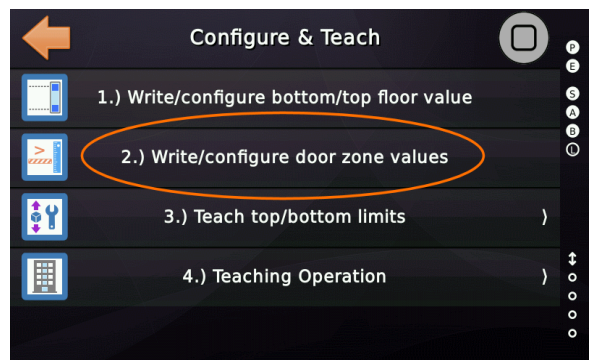 Configure & Teach
1.) Write/configure bottom/top floor value
2.) Write/configure door zone values
3.) Teach top/bottom limits
4.) Teaching Operation
P
E
S
A
B
L